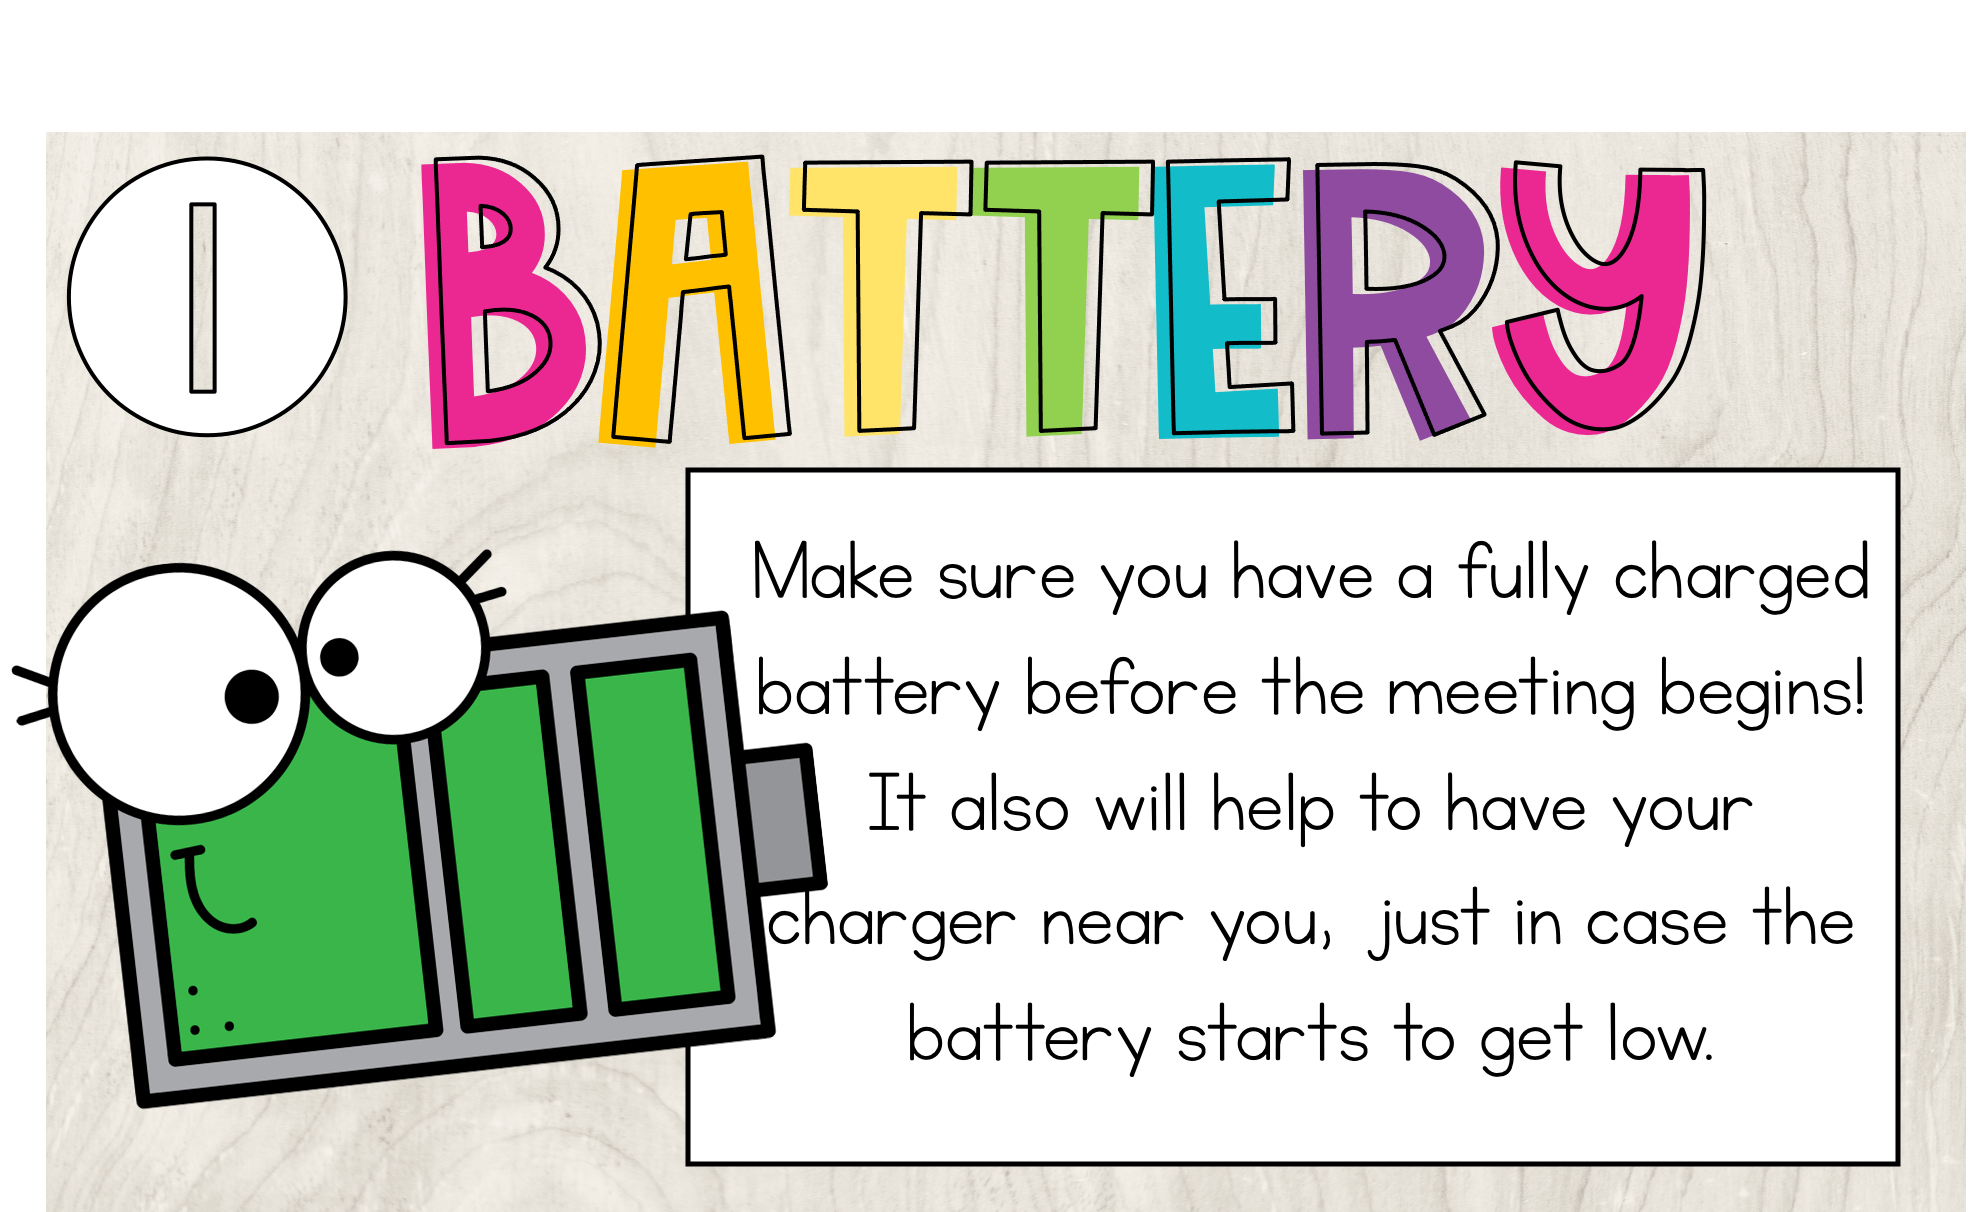 1 BATTERY
Make sure you have a fully charged
battery before the meeting begins!
It also will help to have your
charger near you, just in case the
battery starts to get low.